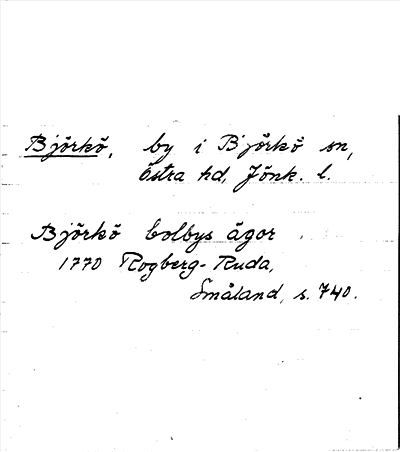 Björkö, by i Björkö sn,
Östra hd, Jönk. l.
Björkö bolbys ägor
1770 Rogberg-Ruda,
Småland, s. 740.